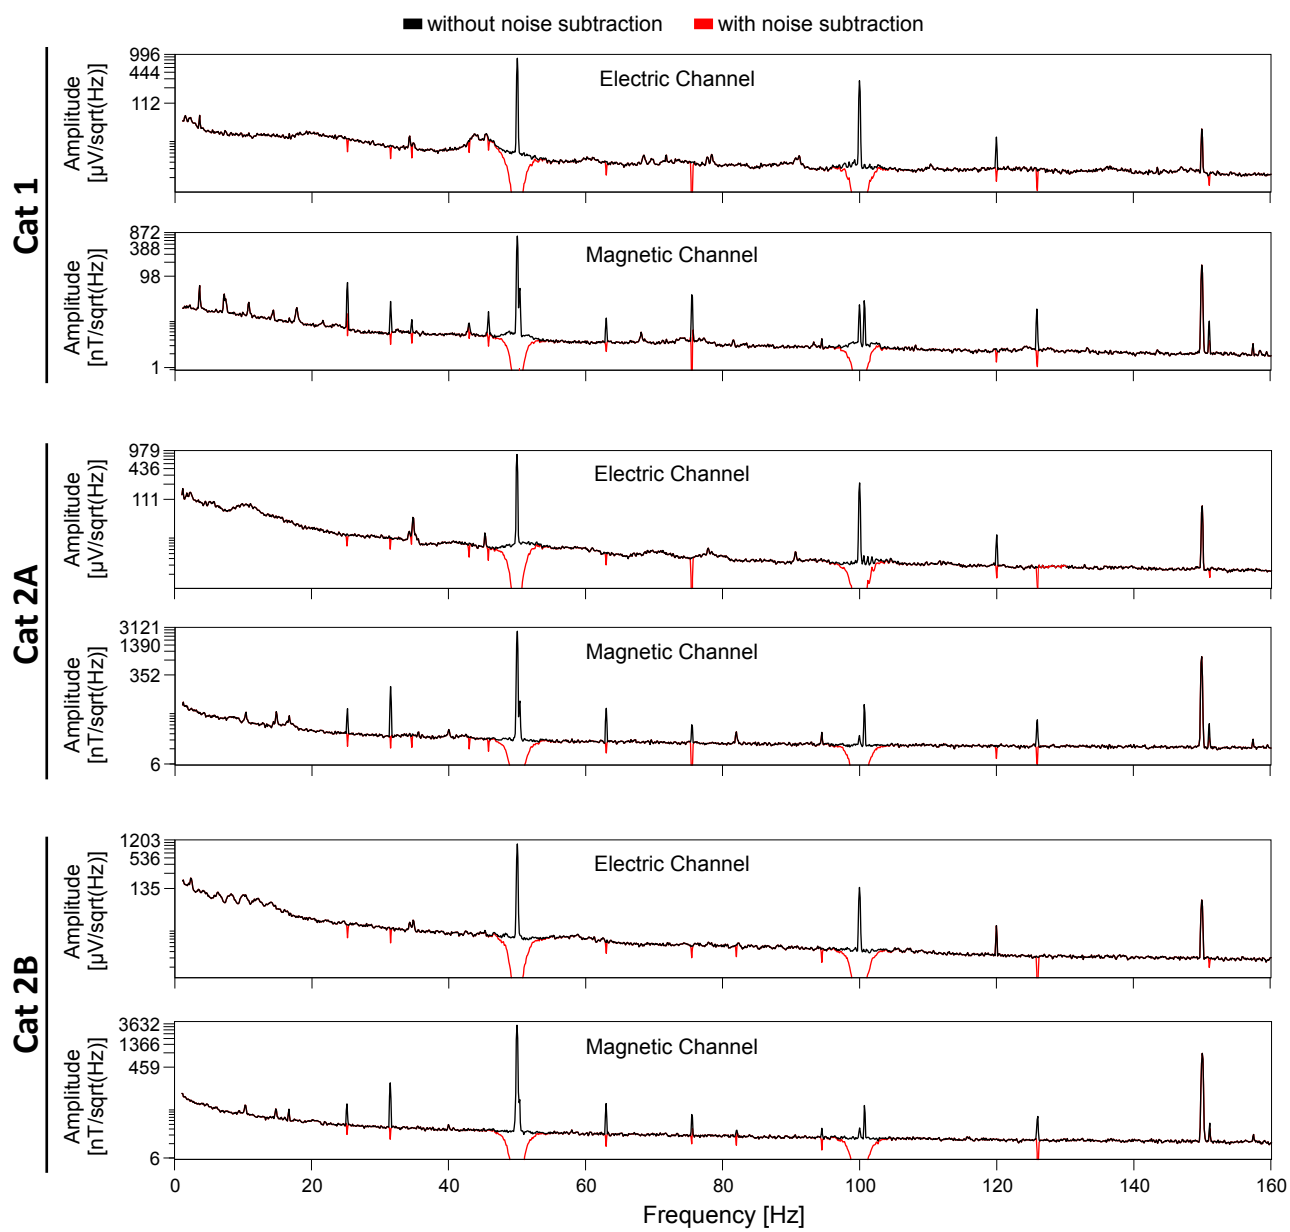 without noise subtraction with noise subtraction
Cat 1
Amplitude
[µV/sqrt(Hz)]
996
444
112
Electric Channel
Amplitude
[nT/sqrt(Hz)]
872
388
98
1
Magnetic Channel
Cat 2A
Amplitude
[µV/sqrt(Hz)]
979
436
111
Electric Channel
Amplitude
[nT/sqrt(Hz)]
3121
1390
352
6
Magnetic Channel
Cat 2B
Amplitude
[µV/sqrt(Hz)]
1203
536
135
Electric Channel
Amplitude
[nT/sqrt(Hz)]
3632
1366
459
6
Magnetic Channel
0 20 40 60 80 100 120 140 160
Frequency [Hz]